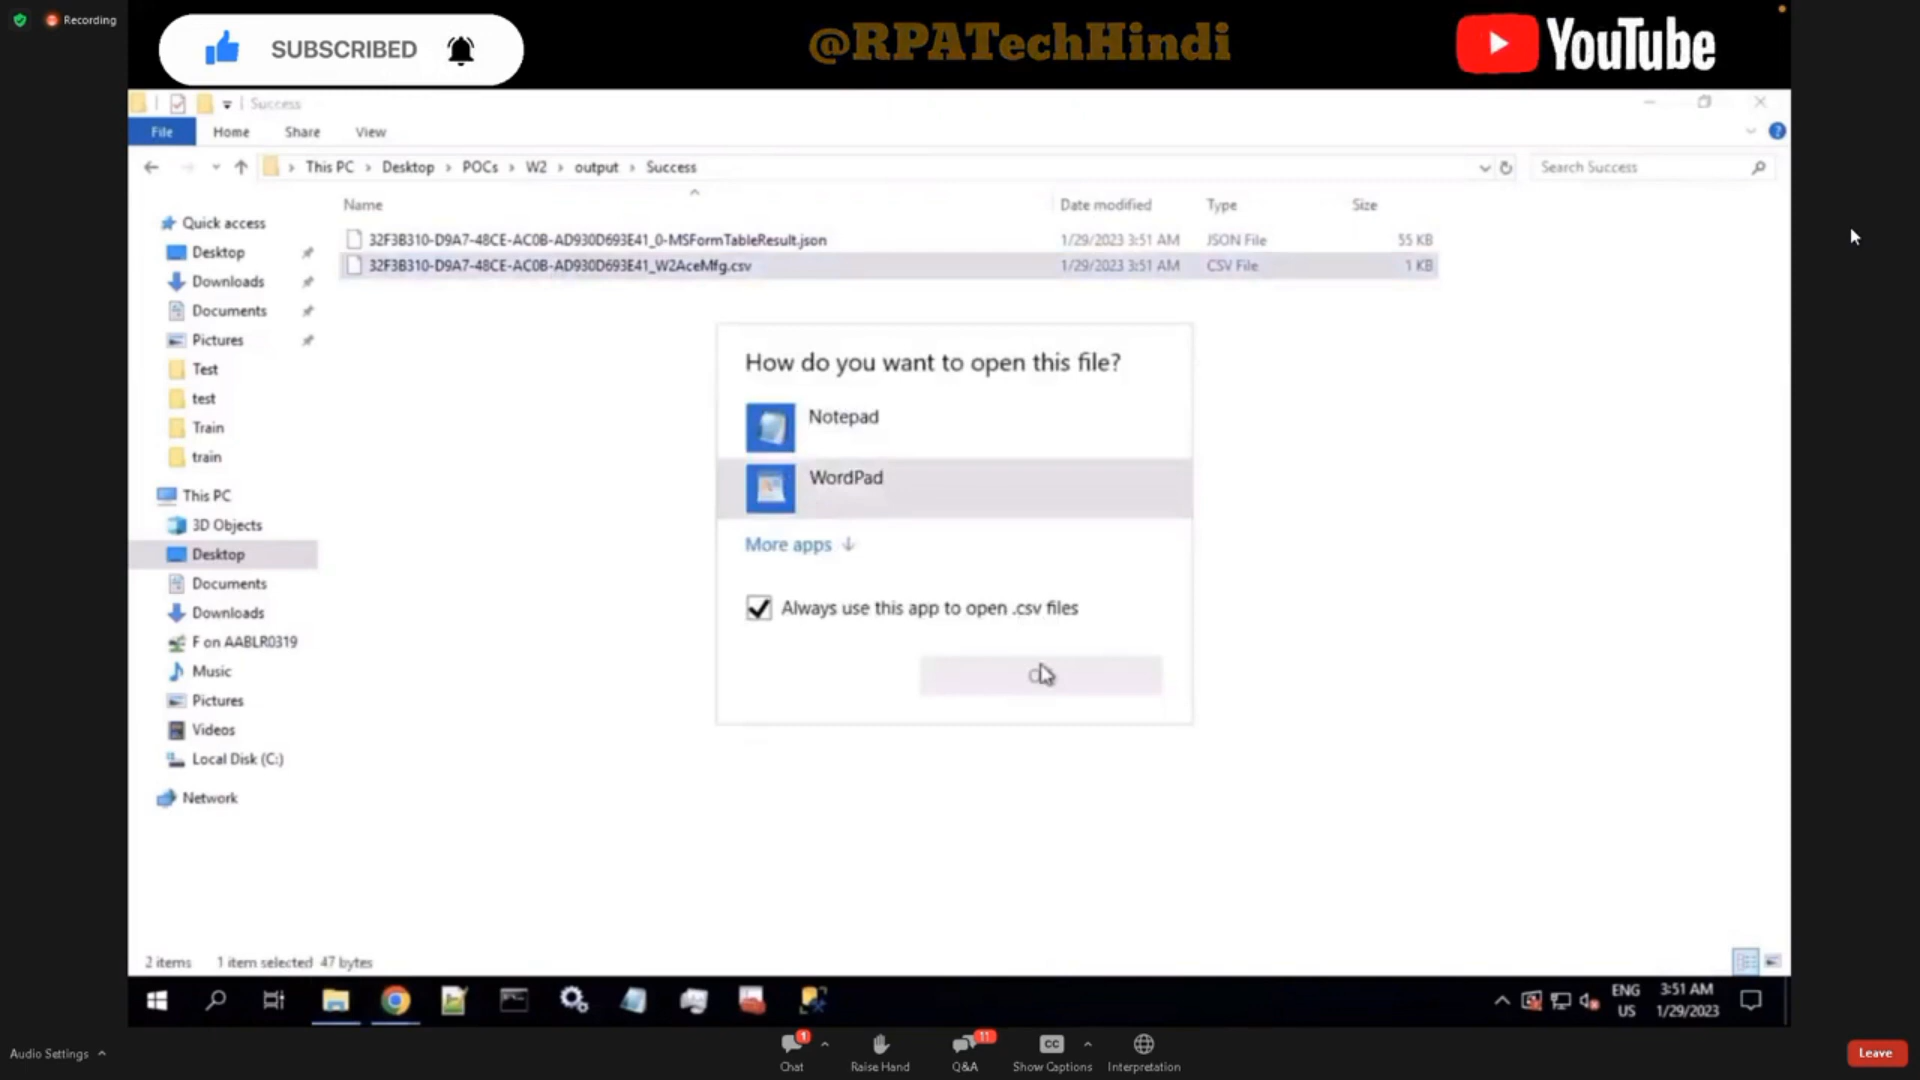 Recording
SUBSCRIBED
@RPATechHindi
YouTube
Success
File Home Share View
This PC > Desktop > POCs > W2 > output > Success
Search Success
Name Date modified Type Size
32F3B310-D9A7-48CE-AC0B-AD930D693E41_0-MSFormTableResult.json 1/29/2023 3:51 AM JSON File 55 KB
32F3B310-D9A7-48CE-AC0B-AD930D693E41_W2AceMfg.csv 1/29/2023 3:51 AM CSV File 1 KB
Quick access
Desktop
Downloads
Documents
Pictures
Test
test
Train
train
This PC
3D Objects
Desktop
Documents
Downloads
F on AABLR0319
Music
Pictures
Videos
Local Disk (C:)
Network
How do you want to open this file?
Notepad
WordPad
More apps
Always use this app to open .csv files
2 items 1 item selected 47 bytes
ENG
US
3:51 AM
1/29/2023
Audio Settings
1
Chat
Raise Hand
11
Q&A
CC
Show Captions
Interpretation
Leave